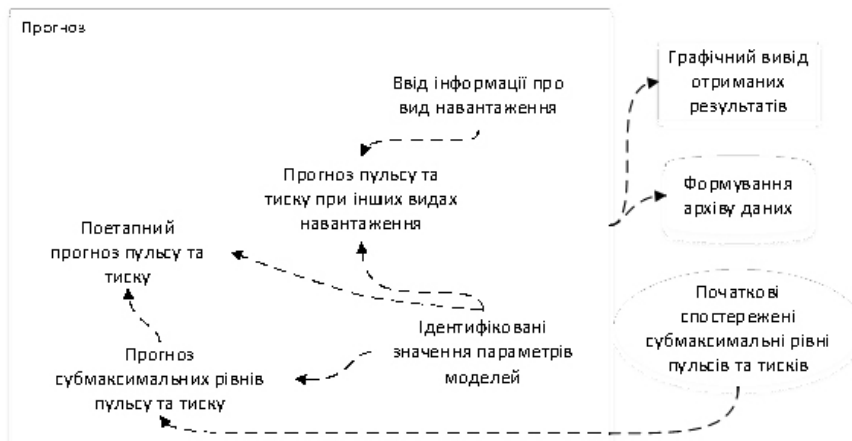 Прогноз
Ввід інформації про
вид навантаження
Прогноз пульсу та
тиску при інших видах
навантаження
Поетапний
прогноз пульсу та
тиску
Ідентифіковані
значення параметрів
моделей
Прогноз
субмаксимальних рівнів
пульсу та тиску
Графічний вивід
отриманих
результатів
Формування
архіву даних
Початкові
спостережені
субмаксимальні рівні
пульсів та тисків